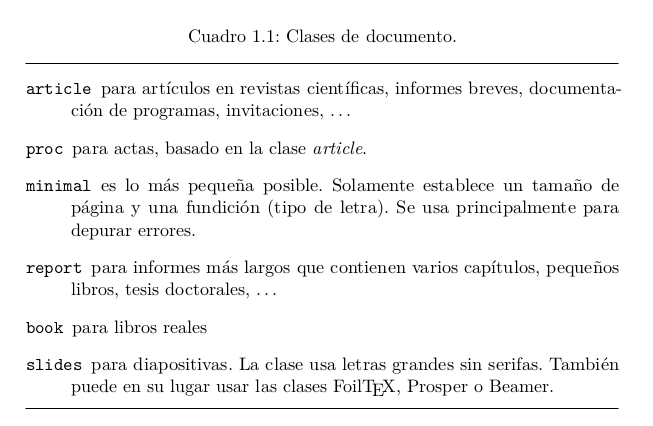 Cuadro 1.1: Clases de documento.
article para artículos en revistas científicas, informes breves, documenta-
ción de programas, invitaciones, ...
proc para actas, basado en la clase article.
minimal es lo más pequeña posible. Solamente establece un tamaño de
página y una fundición (tipo de letra). Se usa principalmente para
depurar errores.
report para informes más largos que contienen varios capítulos, pequeños
libros, tesis doctorales, ...
book para libros reales
slides para diapositivas. La clase usa letras grandes sin serifas. También
puede en su lugar usar las clases FoilTEX, Prosper o Beamer.